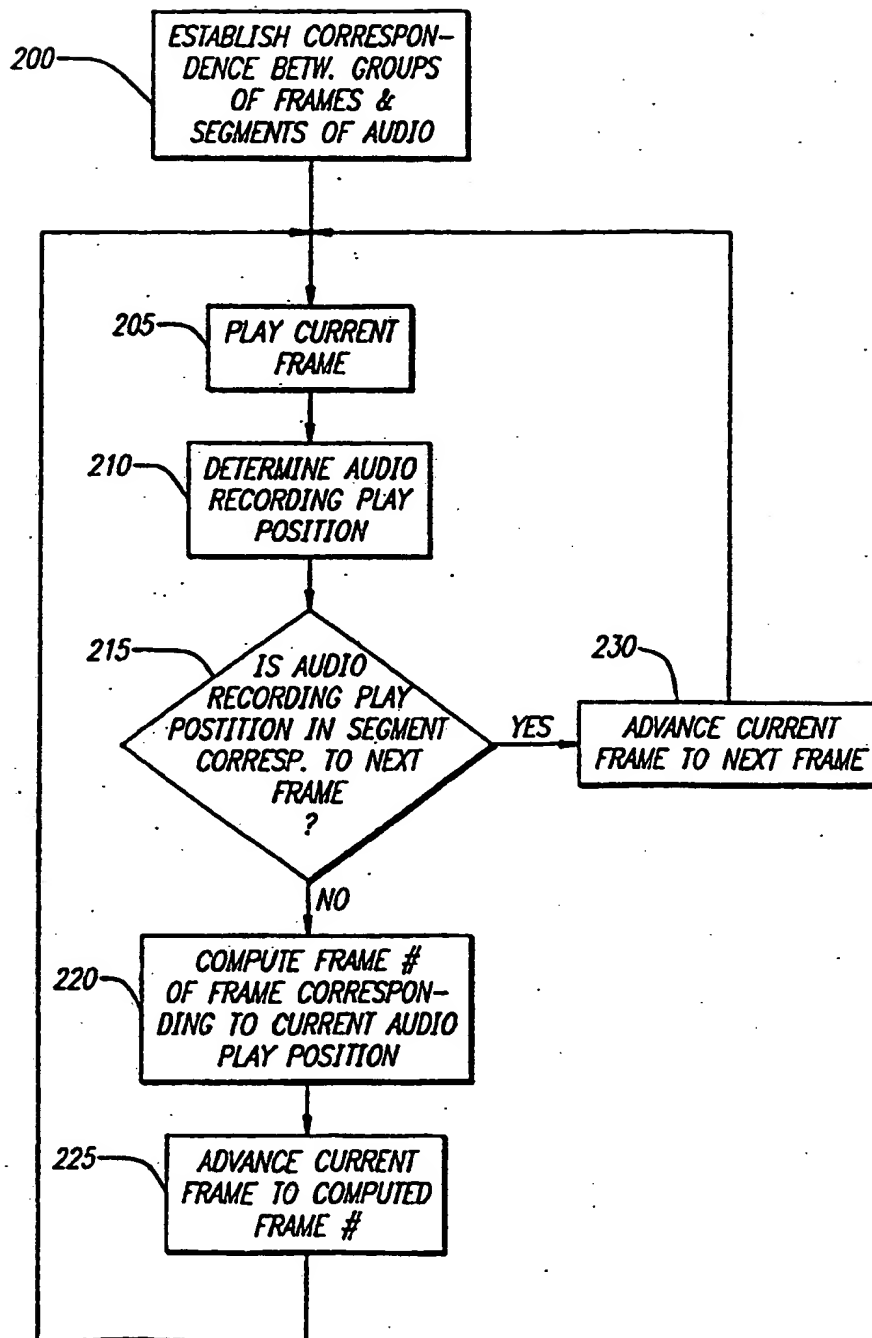 200
ESTABLISH CORRESPON-
DENCE BETW. GROUPS
OF FRAMES &
SEGMENTS OF AUDIO
205
PLAY CURRENT
FRAME
210
DETERMINE AUDIO
RECORDING PLAY
POSITION
215
IS AUDIO
RECORDING PLAY
POSTITION IN SEGMENT
CORRESP. TO NEXT
FRAME
?
YES
230
ADVANCE CURRENT
FRAME TO NEXT FRAME
NO
220
COMPUTE FRAME #
OF FRAME CORRESPON-
DING TO CURRENT AUDIO
PLAY POSITION
225
ADVANCE CURRENT
FRAME TO COMPUTED
FRAME #